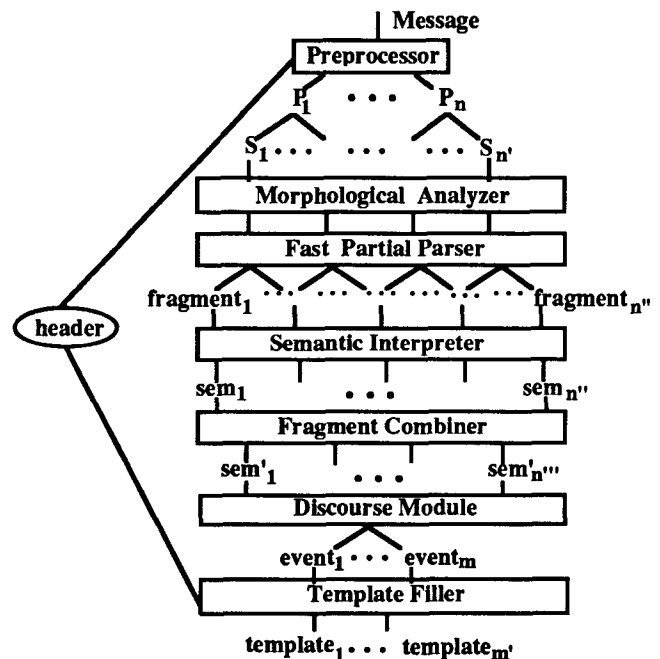 Message
Preprocessor
P1 • • • Pn
S1 • • • • • • • • • • Sn'
Morphological Analyzer
Fast Partial Parser
fragment1 • • • • • • • • • • • • • • • fragmentn"
header
Semantic Interpreter
sem1 • • • semn"
Fragment Combiner
sem'1 • • • sem'n'''
Discourse Module
event1 • • • eventm
Template Filler
template1 • • • templatem'